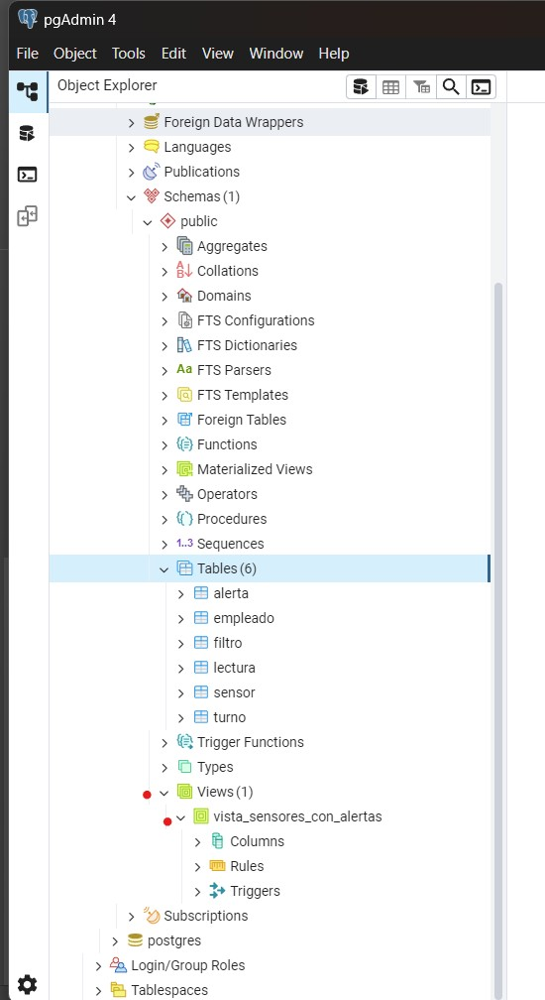 pgAdmin 4
File Object Tools Edit View Window Help
Object Explorer
Foreign Data Wrappers
Languages
Publications
Schemas (1)
public
Aggregates
Collations
Domains
FTS Configurations
FTS Dictionaries
Aa FTS Parsers
FTS Templates
Foreign Tables
Functions
Materialized Views
Operators
Procedures
1..3 Sequences
Tables (6)
alerta
empleado
filtro
lectura
sensor
turno
Trigger Functions
Types
Views (1)
vista_sensores_con_alertas
Columns
Rules
Triggers
Subscriptions
postgres
Login/Group Roles
Tablespaces